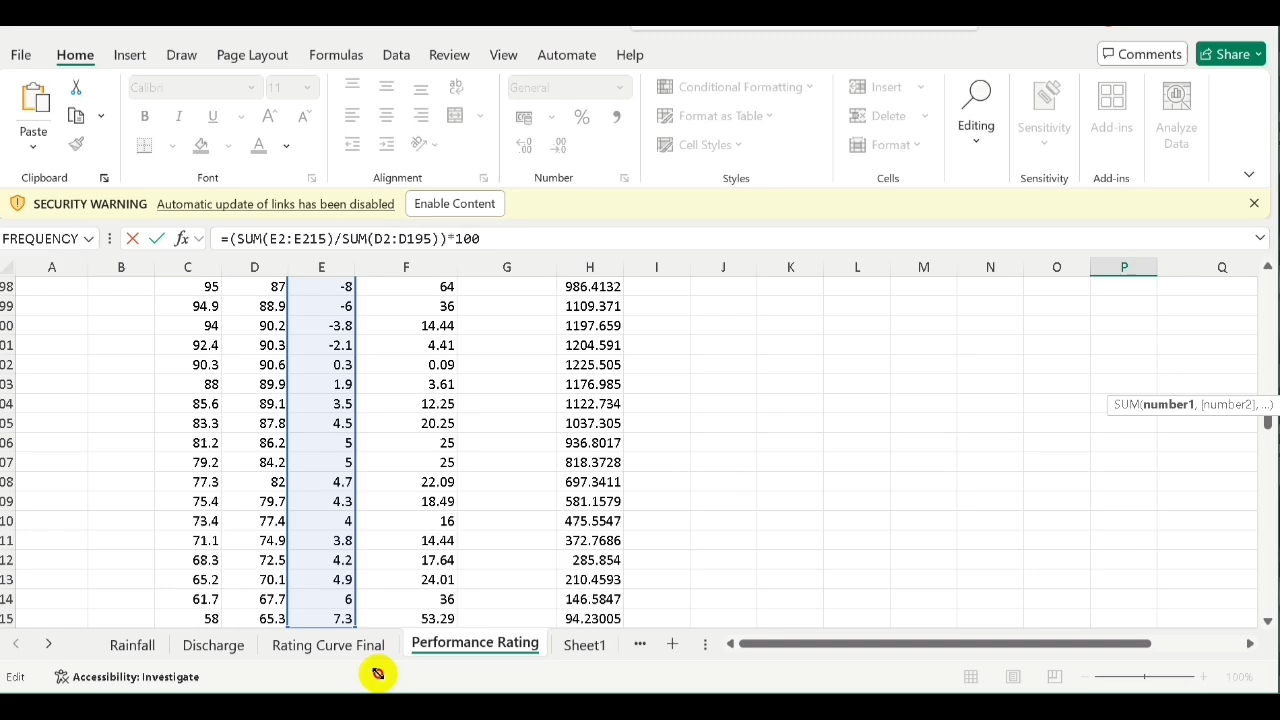 File Home Insert Draw Page Layout Formulas Data Review View Automate Help Comments Share
Calibri 11 General Conditional Formatting Insert
Paste B I U Format as Table Delete Editing Sensitivity Add-ins Analyze Data
Cell Styles Format
Clipboard Font Alignment Number Styles Cells Sensitivity Add-ins
SECURITY WARNING Automatic update of links has been disabled Enable Content
FREQUENCY fx =(SUM(E2:E215)/SUM(D2:D195))*100
A B C D E F G H I J K L M N O P Q
98 95 87 -8 64 986.4132
99 94.9 88.9 -6 36 1109.371
00 94 90.2 -3.8 14.44 1197.659
01 92.4 90.3 -2.1 4.41 1204.591
02 90.3 90.6 0.3 0.09 1225.505
03 88 89.9 1.9 3.61 1176.985
04 85.6 89.1 3.5 12.25 1122.734 SUM(number1, [number2], ...)
05 83.3 87.8 4.5 20.25 1037.305
06 81.2 86.2 5 25 936.8017
07 79.2 84.2 5 25 818.3728
08 77.3 82 4.7 22.09 697.3411
09 75.4 79.7 4.3 18.49 581.1579
10 73.4 77.4 4 16 475.5547
11 71.1 74.9 3.8 14.44 372.7686
12 68.3 72.5 4.2 17.64 285.854
13 65.2 70.1 4.9 24.01 210.4593
14 61.7 67.7 6 36 146.5847
15 58 65.3 7.3 53.29 94.23005
Rainfall Discharge Rating Curve Final Performance Rating Sheet1
Edit Accessibility: Investigate 100%